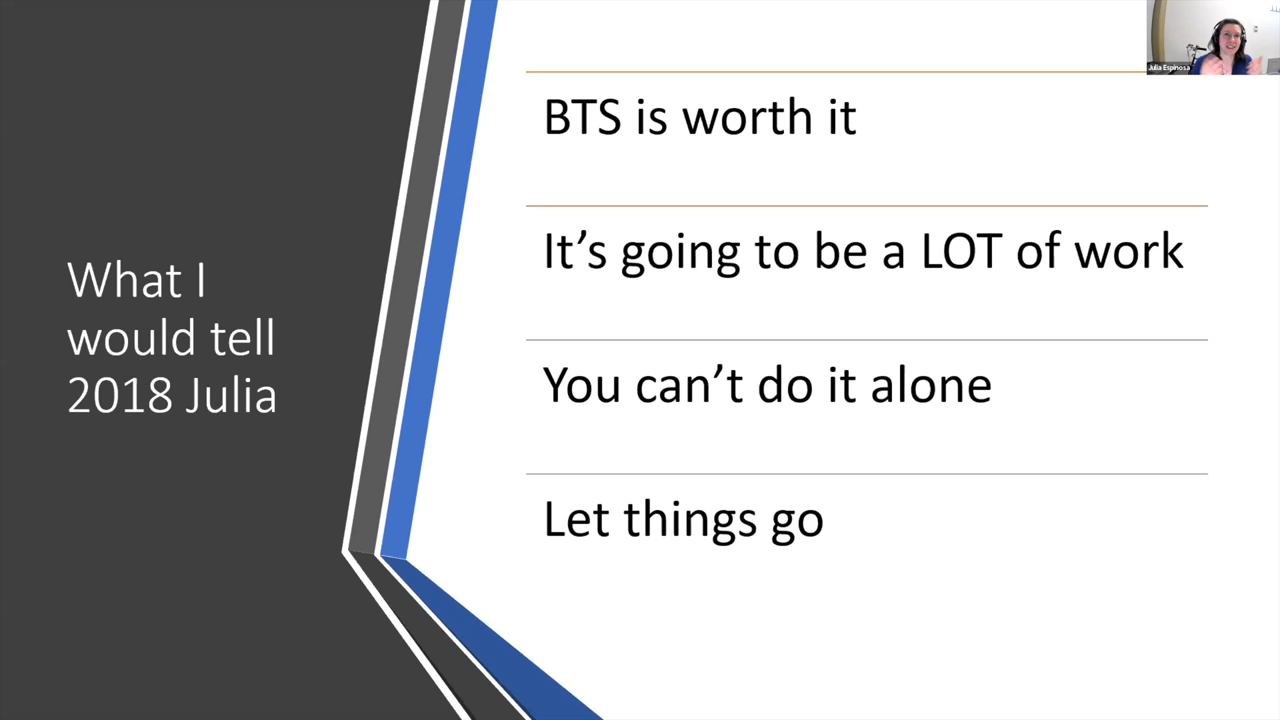 Julia Espinosa
What I
would tell
2018 Julia
BTS is worth it
It's going to be a LOT of work
You can't do it alone
Let things go